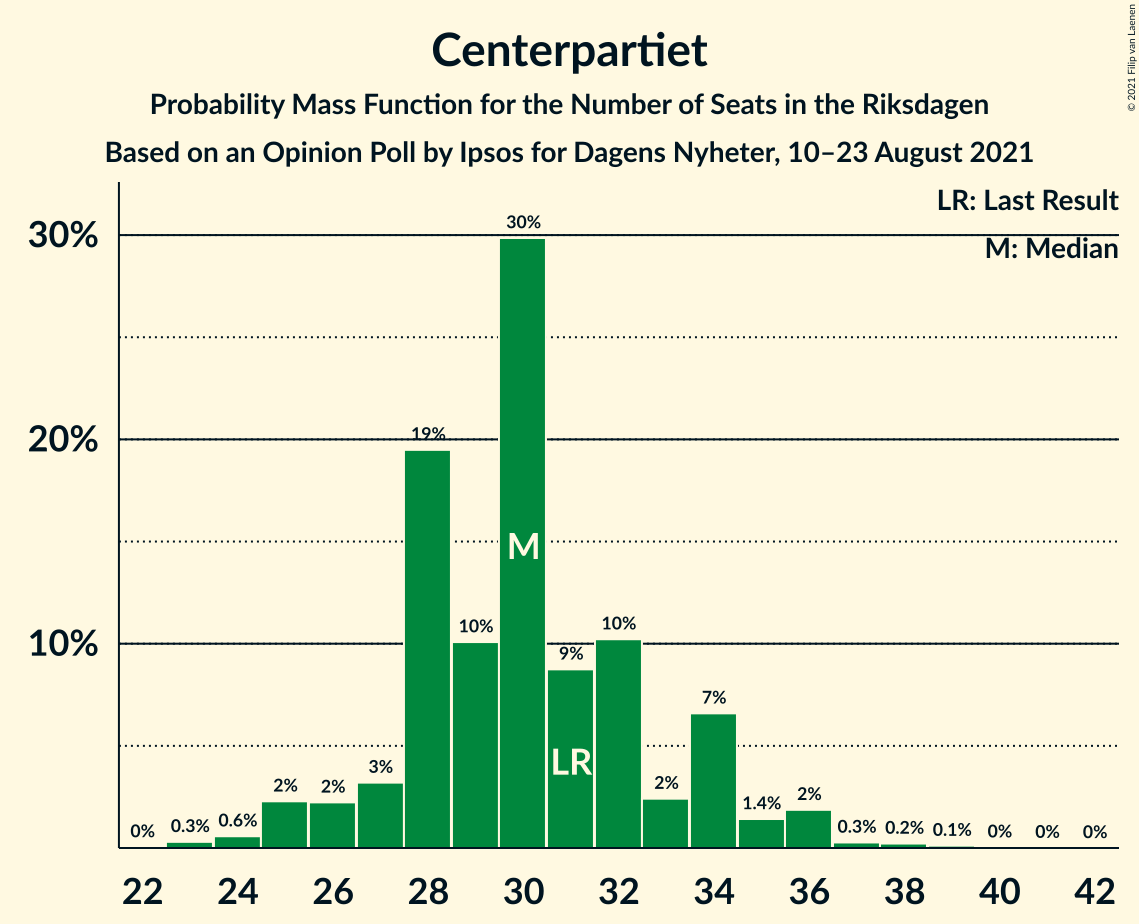 Centerpartiet
Probability Mass Function for the Number of Seats in the Riksdagen
Based on an Opinion Poll by Ipsos for Dagens Nyheter, 10–23 August 2021
© 2021 Filip van Laenen
LR: Last Result
M: Median
30%
20%
10%
0%
0.3%
0.6%
2%
2%
3%
19%
10%
30%
9%
10%
2%
7%
1.4%
2%
0.3%
0.2%
0.1%
0%
0%
0%
M
LR
22 24 26 28 30 32 34 36 38 40 42